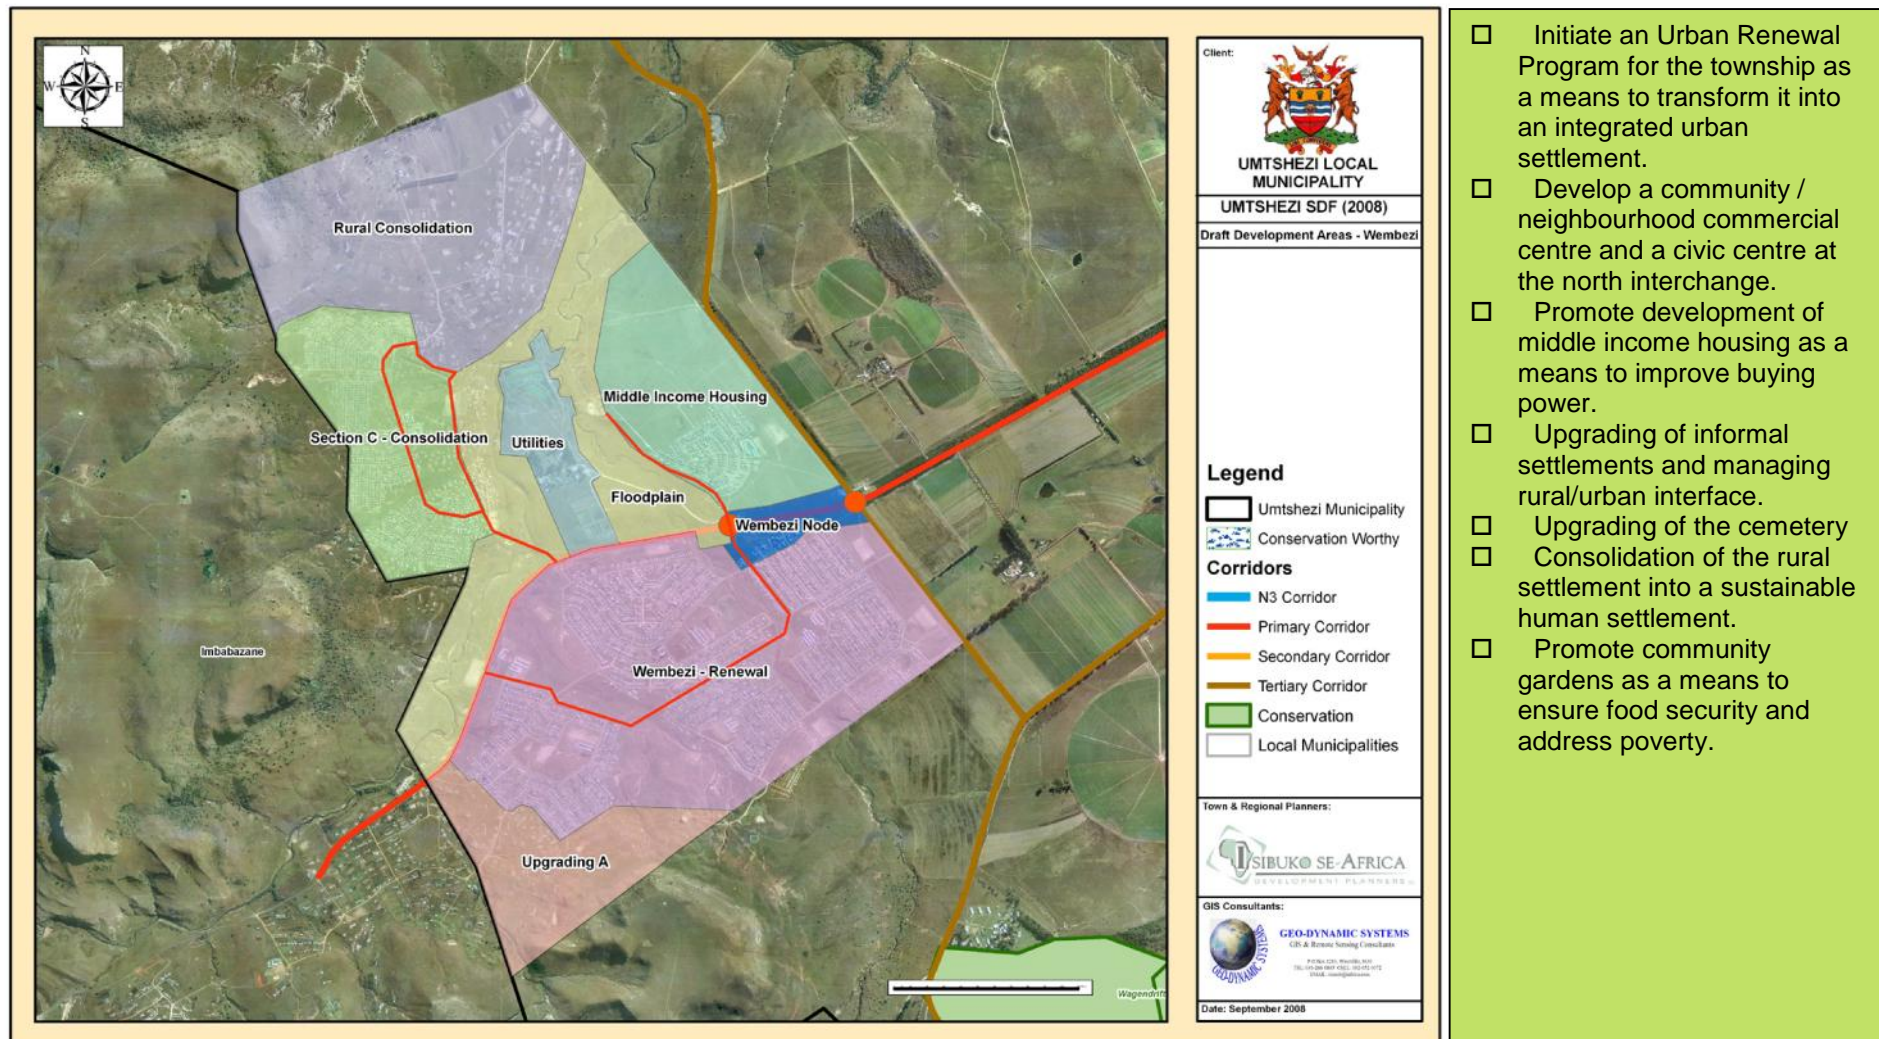 N
W
E
S
Rural Consolidation
Middle Income Housing
Section C - Consolidation
Utilities
Floodplain
Wembezi Node
Imbabazane
Wembezi - Renewal
Upgrading A
Wagendrift
Client:
UMTSHEZI LOCAL
MUNICIPALITY
UMTSHEZI SDF (2008)
Draft Development Areas - Wembezi
Legend
Umtshezi Municipality
Conservation Worthy
Corridors
N3 Corridor
Primary Corridor
Secondary Corridor
Tertiary Corridor
Conservation
Local Municipalities
Town & Regional Planners:
ISIBUKO SE-AFRICA
DEVELOPMENT PLANNERS
GIS Consultants:
GEO-DYNAMIC SYSTEMS
GEO-DYNAMIC SYSTEMS
GIS & Remote Sensing Consultants
Date: September 2008
☐ Initiate an Urban Renewal
Program for the township as
a means to transform it into
an integrated urban
settlement.
☐ Develop a community /
neighbourhood commercial
centre and a civic centre at
the north interchange.
☐ Promote development of
middle income housing as a
means to improve buying
power.
☐ Upgrading of informal
settlements and managing
rural/urban interface.
☐ Upgrading of the cemetery
☐ Consolidation of the rural
settlement into a sustainable
human settlement.
☐ Promote community
gardens as a means to
ensure food security and
address poverty.